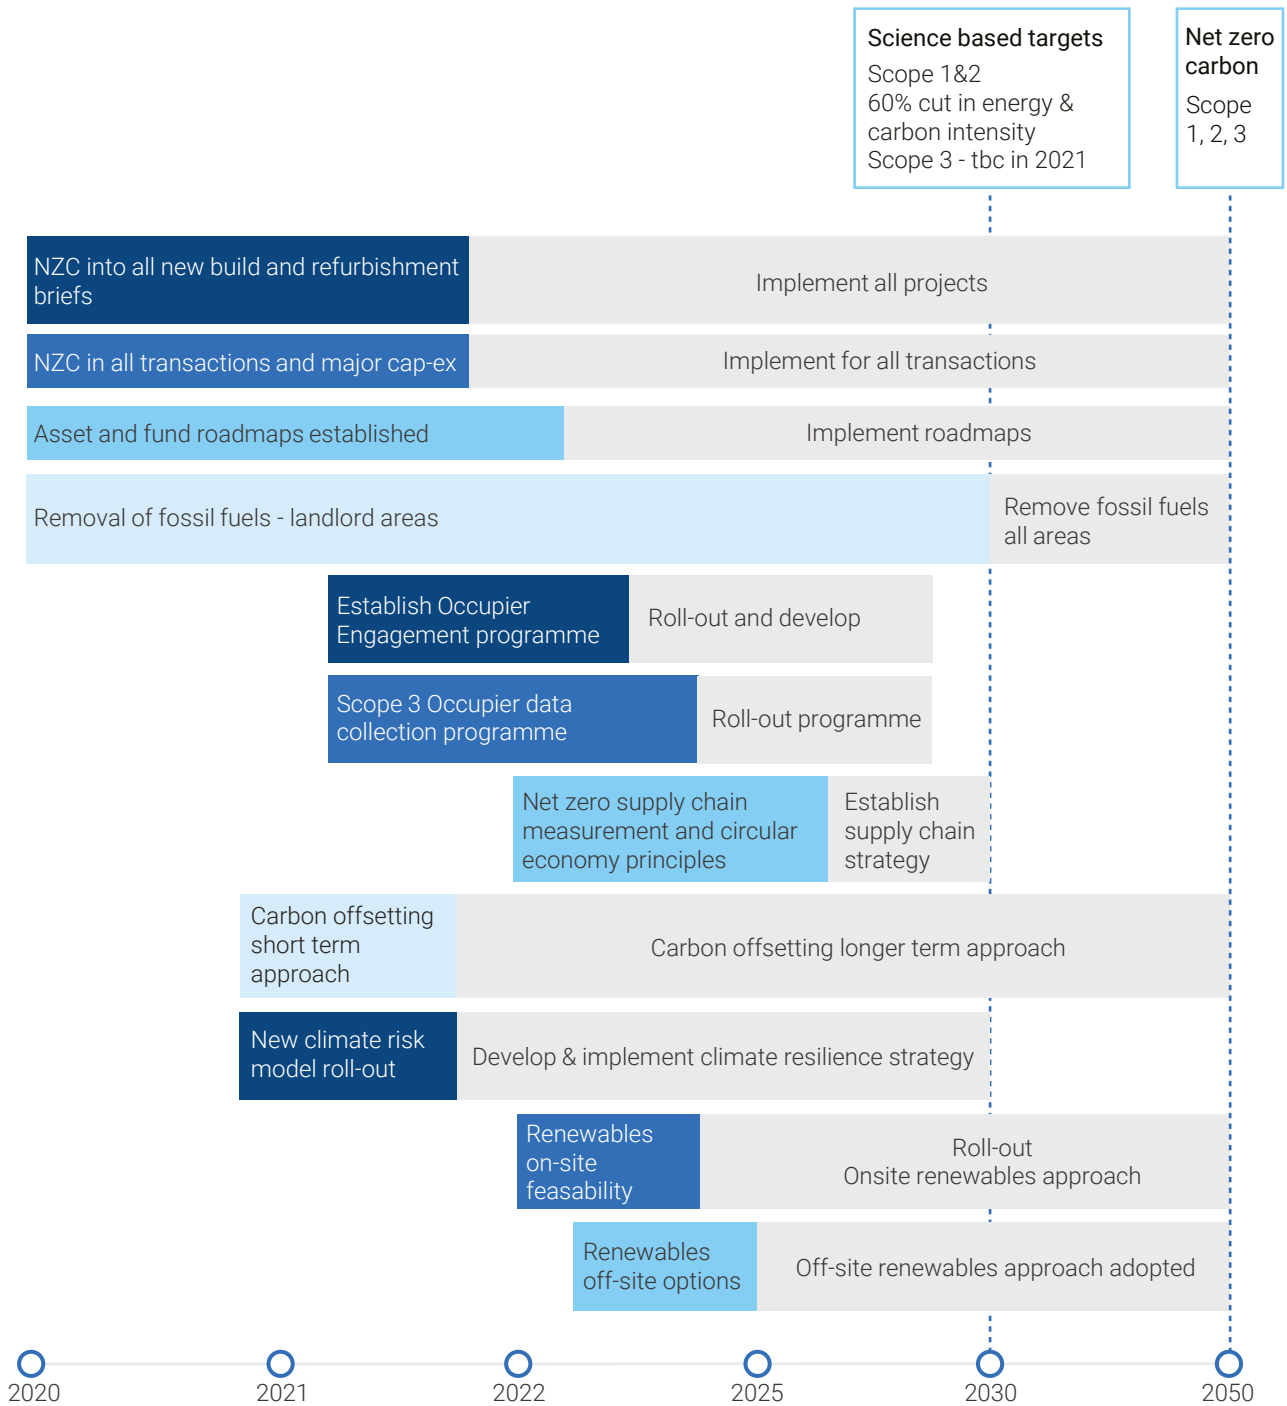 Science based targets
Scope 1&2
60% cut in energy &
carbon intensity
Scope 3 - tbc in 2021
Net zero
carbon
Scope
1, 2, 3
NZC into all new build and refurbishment
briefs
Implement all projects
NZC in all transactions and major cap-ex
Implement for all transactions
Asset and fund roadmaps established
Implement roadmaps
Removal of fossil fuels - landlord areas
Remove fossil fuels
all areas
Establish Occupier
Engagement programme
Roll-out and develop
Scope 3 Occupier data
collection programme
Roll-out programme
Net zero supply chain
measurement and circular
economy principles
Establish
supply chain
strategy
Carbon offsetting
short term
approach
Carbon offsetting longer term approach
New climate risk
model roll-out
Develop & implement climate resilience strategy
Renewables
on-site
feasability
Roll-out
Onsite renewables approach
Renewables
off-site options
Off-site renewables approach adopted
2020
2021
2022
2025
2030
2050